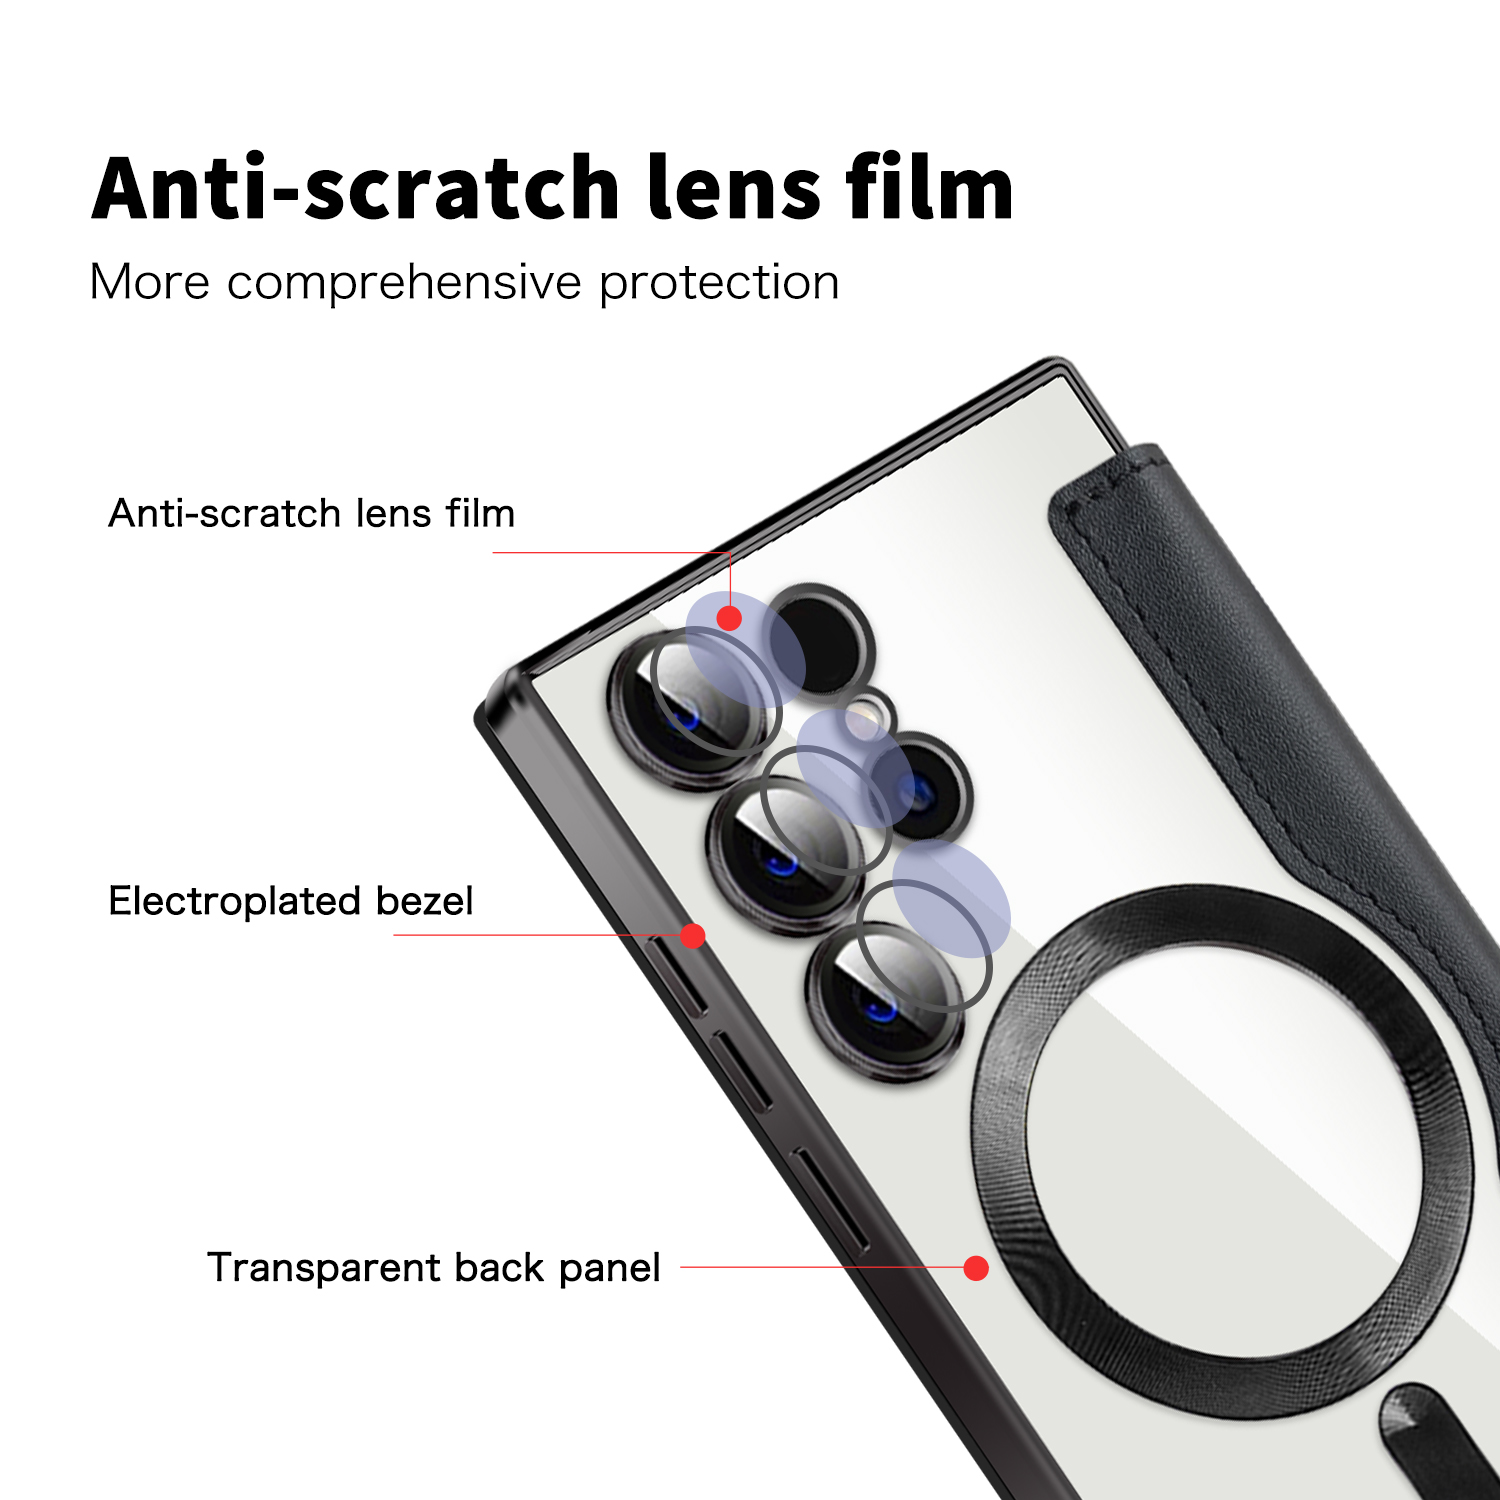 Anti-scratch lens film
More comprehensive protection
Anti-scratch lens film
Electroplated bezel
Transparent back panel